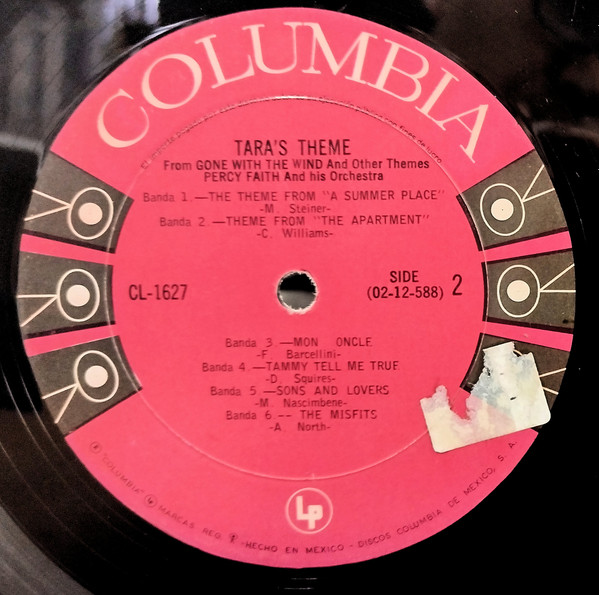 COLUMBIA
TARA'S THEME
From GONE WITH THE WIND And Other Themes
PERCY FAITH And his Orchestra
Banda 1.—THE THEME FROM "A SUMMER PLACE"
-M. Steiner-
Banda 2.—THEME FROM "THE APARTMENT"
-C. Williams-
CL-1627
SIDE 2
(02-12-588)
Banda 3.—MON ONCLE
-F. Barcellini-
Banda 4.—TAMMY TELL ME TRUE
-D. Squires-
Banda 5 —SONS AND LOVERS
-M. Nascimbene-
Banda 6 -- THE MISFITS
-A. North-
LP
"COLUMBIA" MARCAS REG. HECHO EN MEXICO - DISCOS COLUMBIA DE MEXICO, S. A.